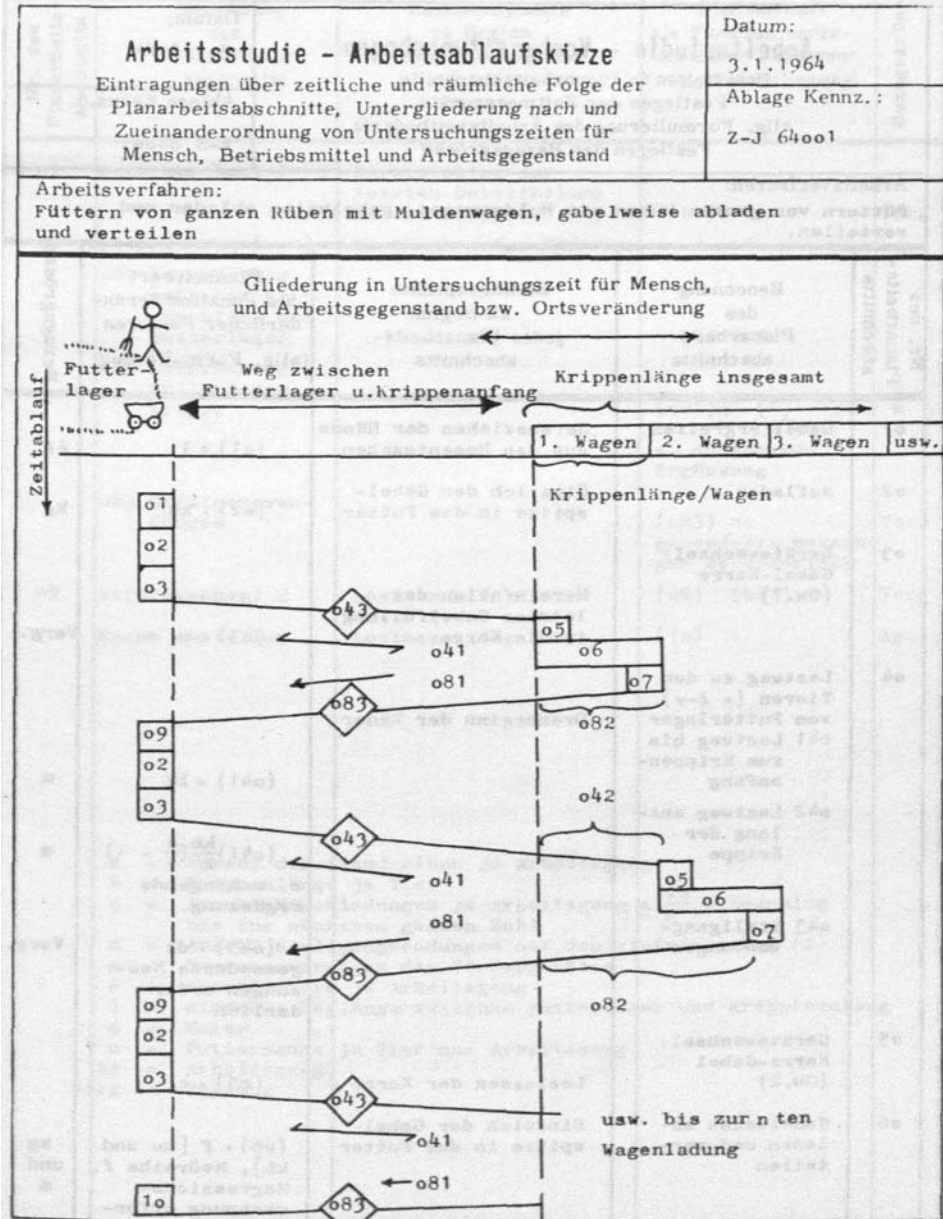 Arbeitsstudie - Arbeitsablaufskizze
Eintragungen über zeitliche und räumliche Folge der
Planarbeitsabschnitte, Untergliederung nach und
Zueinanderordnung von Untersuchungszeiten für
Mensch, Betriebsmittel und Arbeitsgegenstand
Datum:
3.1.1964
Ablage Kennz.:
Z-J 64oo1
Arbeitsverfahren:
Füttern von ganzen Rüben mit Muldenwagen, gabelweise abladen
und verteilen
Gliederung in Untersuchungszeit für Mensch,
und Arbeitsgegenstand bzw. Ortsveränderung
Zeitablauf
Futter-
lager
Weg zwischen
Futterlager u.krippenanfang
Krippenlänge insgesamt
1. Wagen 2. Wagen 3. Wagen usw.
Krippenlänge/Wagen
o1
o2
o3
o43
o5
o41
o6
o81
o7
o83
o82
o9
o2
o3
o42
o43
o41
o5
o6
o81
o7
o83
o82
o9
o2
o3
o43
usw. bis zur n ten
o41
Wagenladung
o81
1o
o83